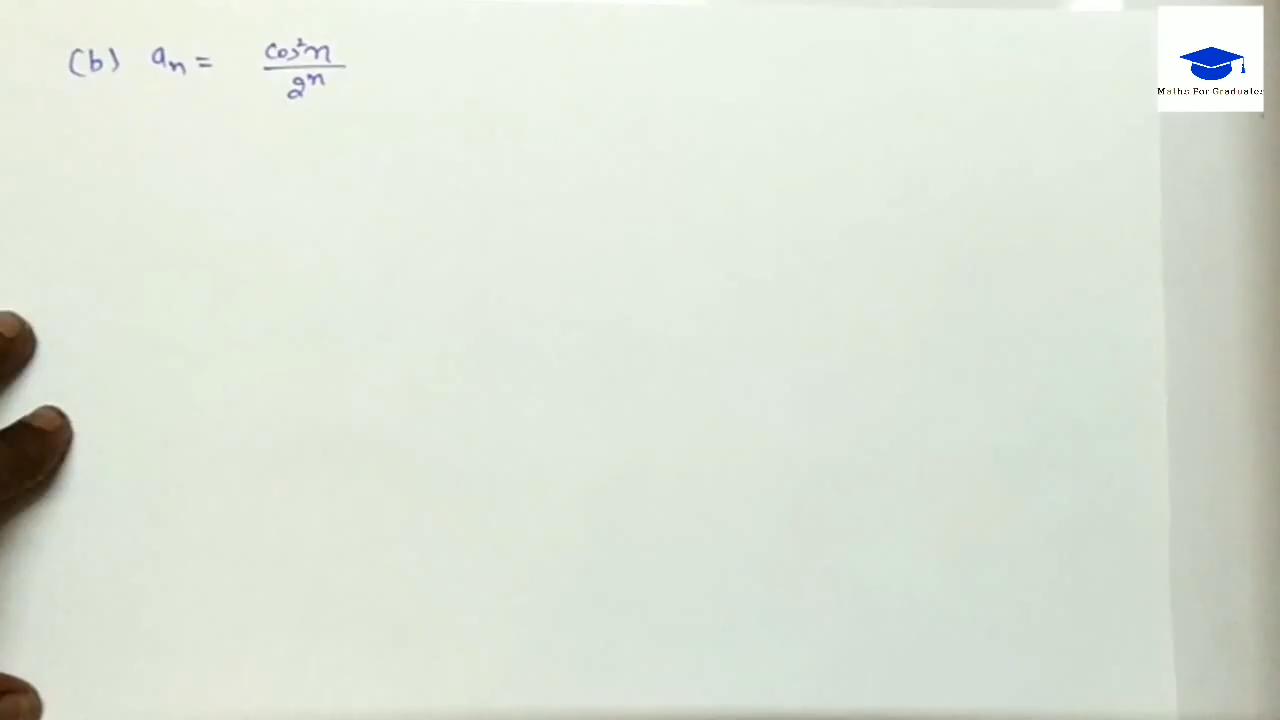 (b) aₙ = cos²n / 2ⁿ
Maths For Graduates